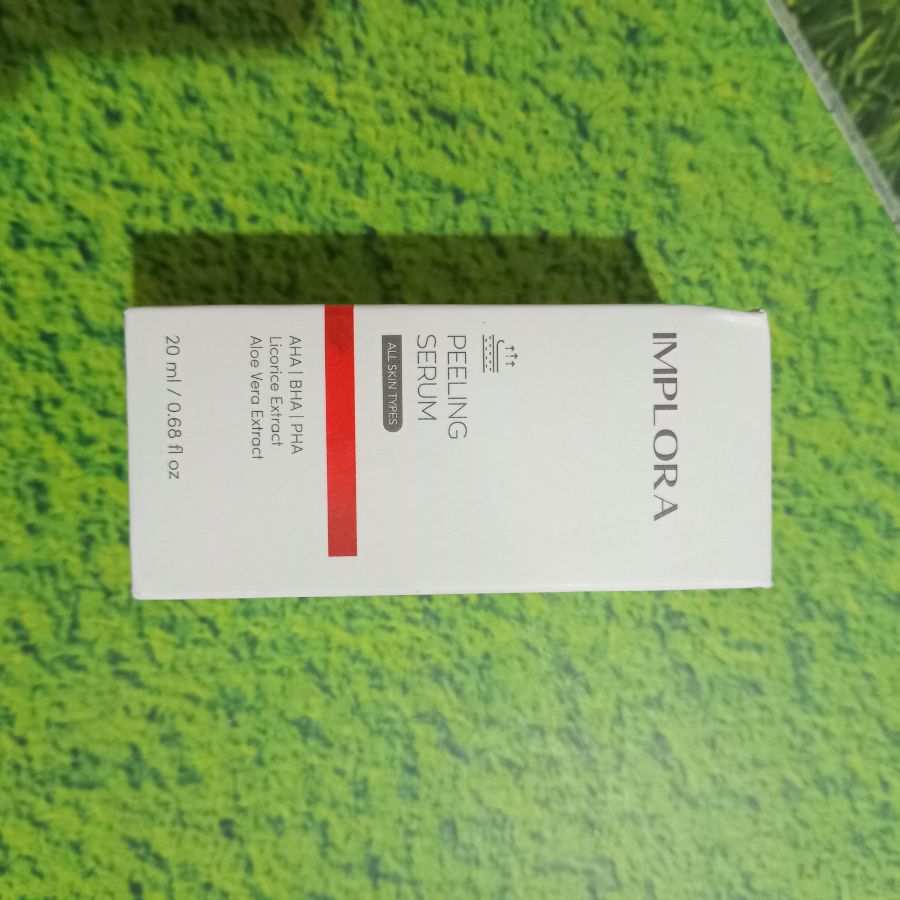 IMPLORA
PEELING
SERUM
ALL SKIN TYPES
AHA | BHA | PHA
Licorice Extract
Aloe Vera Extract
20 ml / 0.68 fl oz